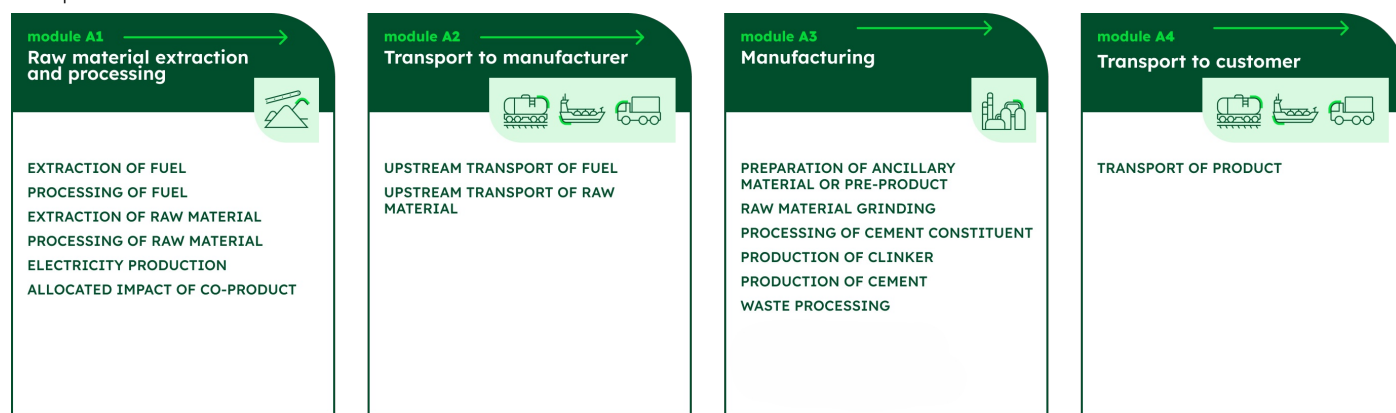 module A1
Raw material extraction
and processing
EXTRACTION OF FUEL
PROCESSING OF FUEL
EXTRACTION OF RAW MATERIAL
PROCESSING OF RAW MATERIAL
ELECTRICITY PRODUCTION
ALLOCATED IMPACT OF CO-PRODUCT
module A2
Transport to manufacturer
UPSTREAM TRANSPORT OF FUEL
UPSTREAM TRANSPORT OF RAW
MATERIAL
module A3
Manufacturing
PREPARATION OF ANCILLARY
MATERIAL OR PRE-PRODUCT
RAW MATERIAL GRINDING
PROCESSING OF CEMENT CONSTITUENT
PRODUCTION OF CLINKER
PRODUCTION OF CEMENT
WASTE PROCESSING
module A4
Transport to customer
TRANSPORT OF PRODUCT